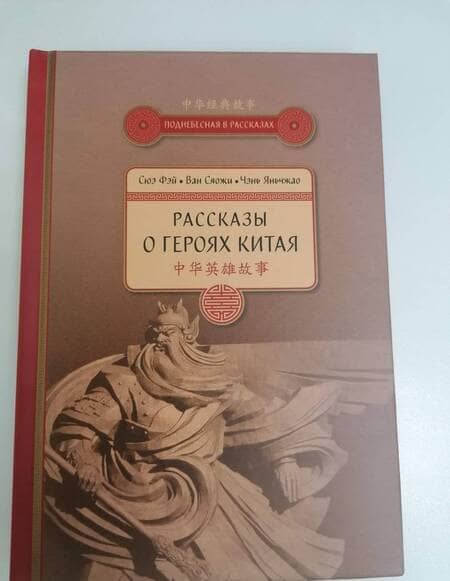 中华经典故事
ПОДНЕБЕСНАЯ В РАССКАЗАХ
Сюэ Фэй • Ван Сяожи • Чэнь Яньчжао
РАССКАЗЫ
О ГЕРОЯХ КИТАЯ
中华英雄故事